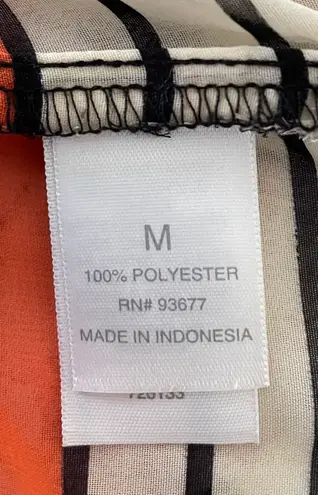 M
100% POLYESTER
RN# 93677
MADE IN INDONESIA